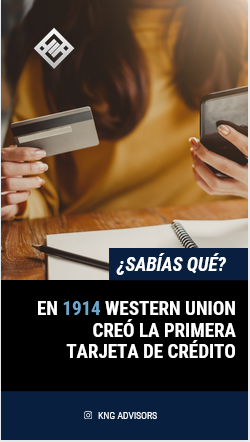 ¿SABÍAS QUÉ?
EN 1914 WESTERN UNION
CREÓ LA PRIMERA
TARJETA DE CRÉDITO
KNG ADVISORS